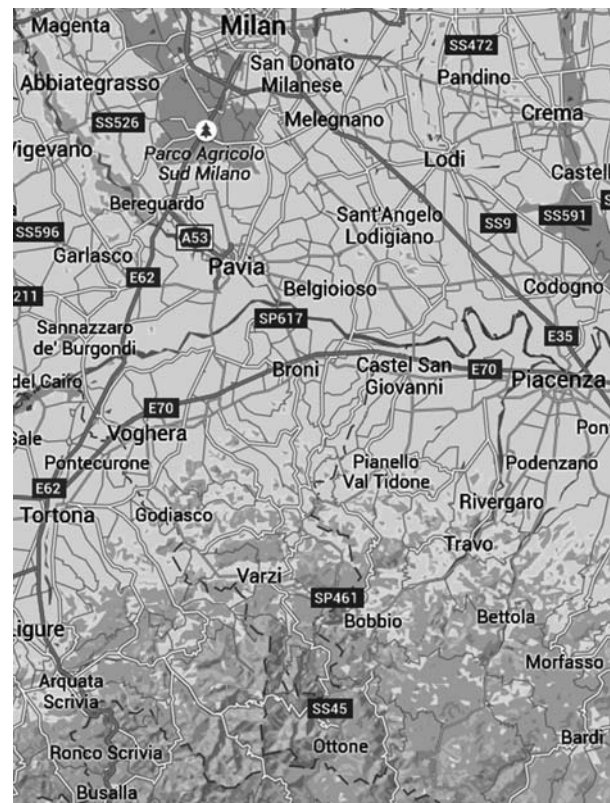 Magenta
Milan
SS472
San Donato
Milanese
Pandino
Abbiategrasso
Crema
SS526
Melegnano
Parco Agricolo
Sud Milano
Lodi
Vigevano
Castell
Bereguardo
Sant'Angelo
Lodigiano
SS9
SS591
S
SS596
A53
Garlasco
Pavia
E62
Belgioioso
Codogno
211
SP617
Sannazzaro
de' Burgondi
E35
Broni
Castel San
Giovanni
E70
Piacenza
del Cairo
E70
Sale
Voghera
Pont
Pontecurone
Pianello
Val Tidone
Podenzano
E62
Rivergaro
Tortona
Godiasco
Travo
Varzi
SP461
Bobbio
Bettola
Ligure
Morfasso
Arquata
Scrivia
SS45
Bardi
Ronco Scrivia
Ottone
Busalla